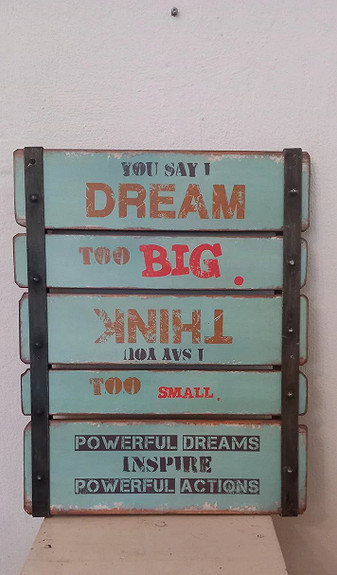 YOU SAY I
DREAM
TOO BIG.
I SAY YOU
THINK
TOO SMALL.
POWERFUL DREAMS
INSPIRE
POWERFUL ACTIONS